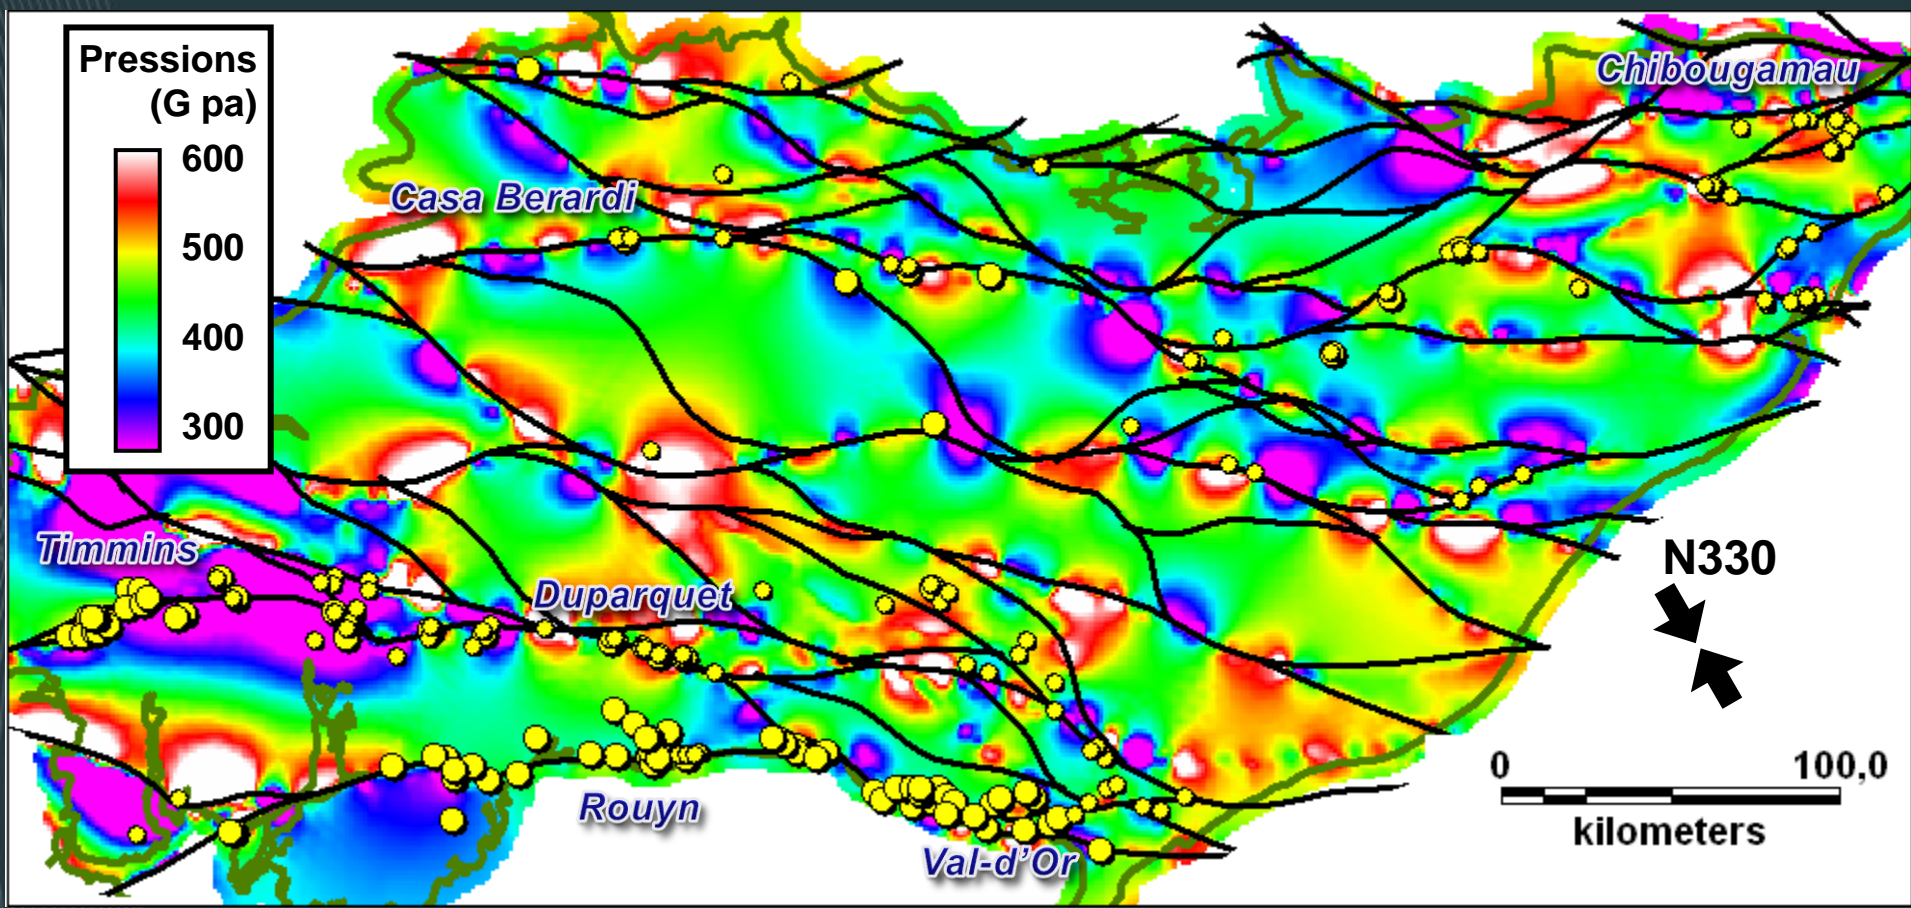 Pressions
(G pa)
600
500
400
300
Chibougamau
Casa Berardi
Timmins
Duparquet
N330
0 100,0
kilometers
Rouyn
Val-d'Or